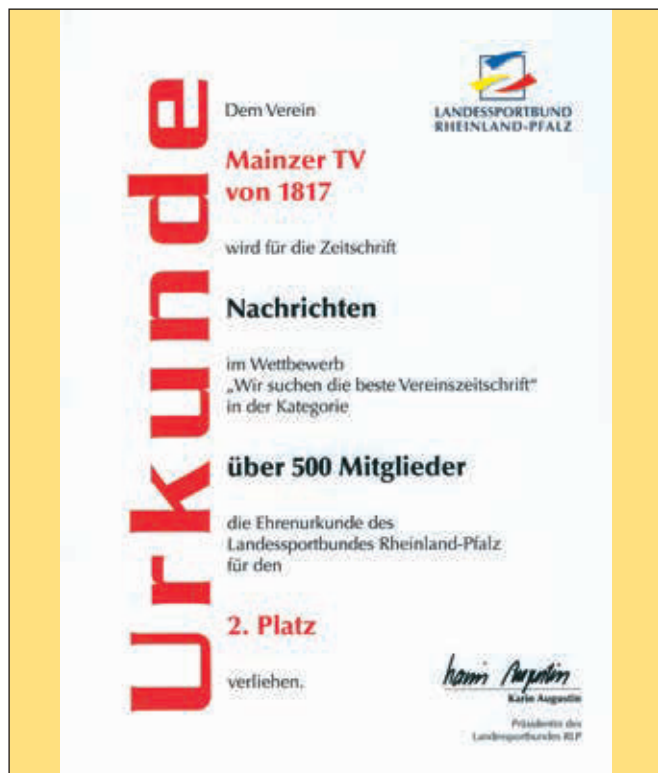 Urkunde
LANDESSPORTBUND
RHEINLAND-PFALZ
Dem Verein
Mainzer TV
von 1817
wird für die Zeitschrift
Nachrichten
im Wettbewerb
„Wir suchen die beste Vereinszeitschrift“
in der Kategorie
über 500 Mitglieder
die Ehrenurkunde des
Landessportbundes Rheinland-Pfalz
für den
2. Platz
verliehen.
Karin Augustin
Karin Augustin
Präsidentin des
Landessportbundes RLP